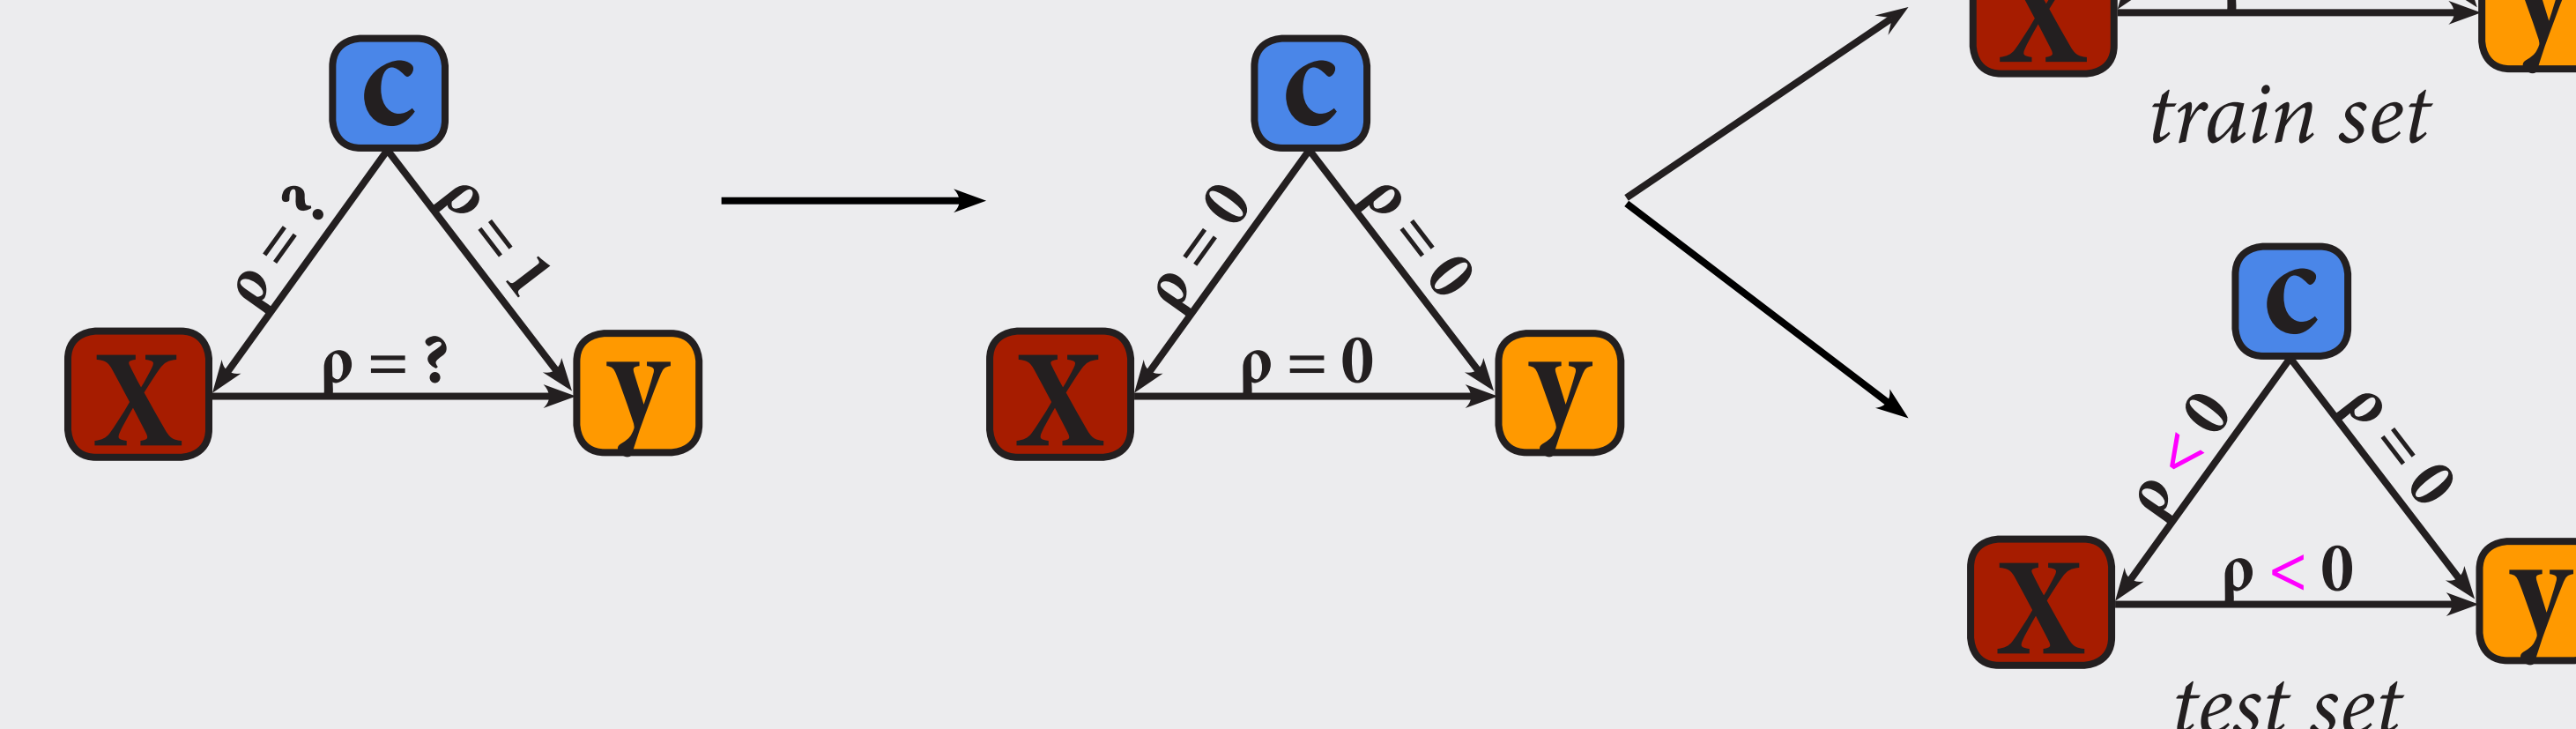 c
ρ = ?
ρ = 1
X
ρ = ?
y
c
ρ = 0
ρ = 0
X
ρ = 0
y
X
y
train set
c
ρ < 0
ρ = 0
X
ρ < 0
y
test set